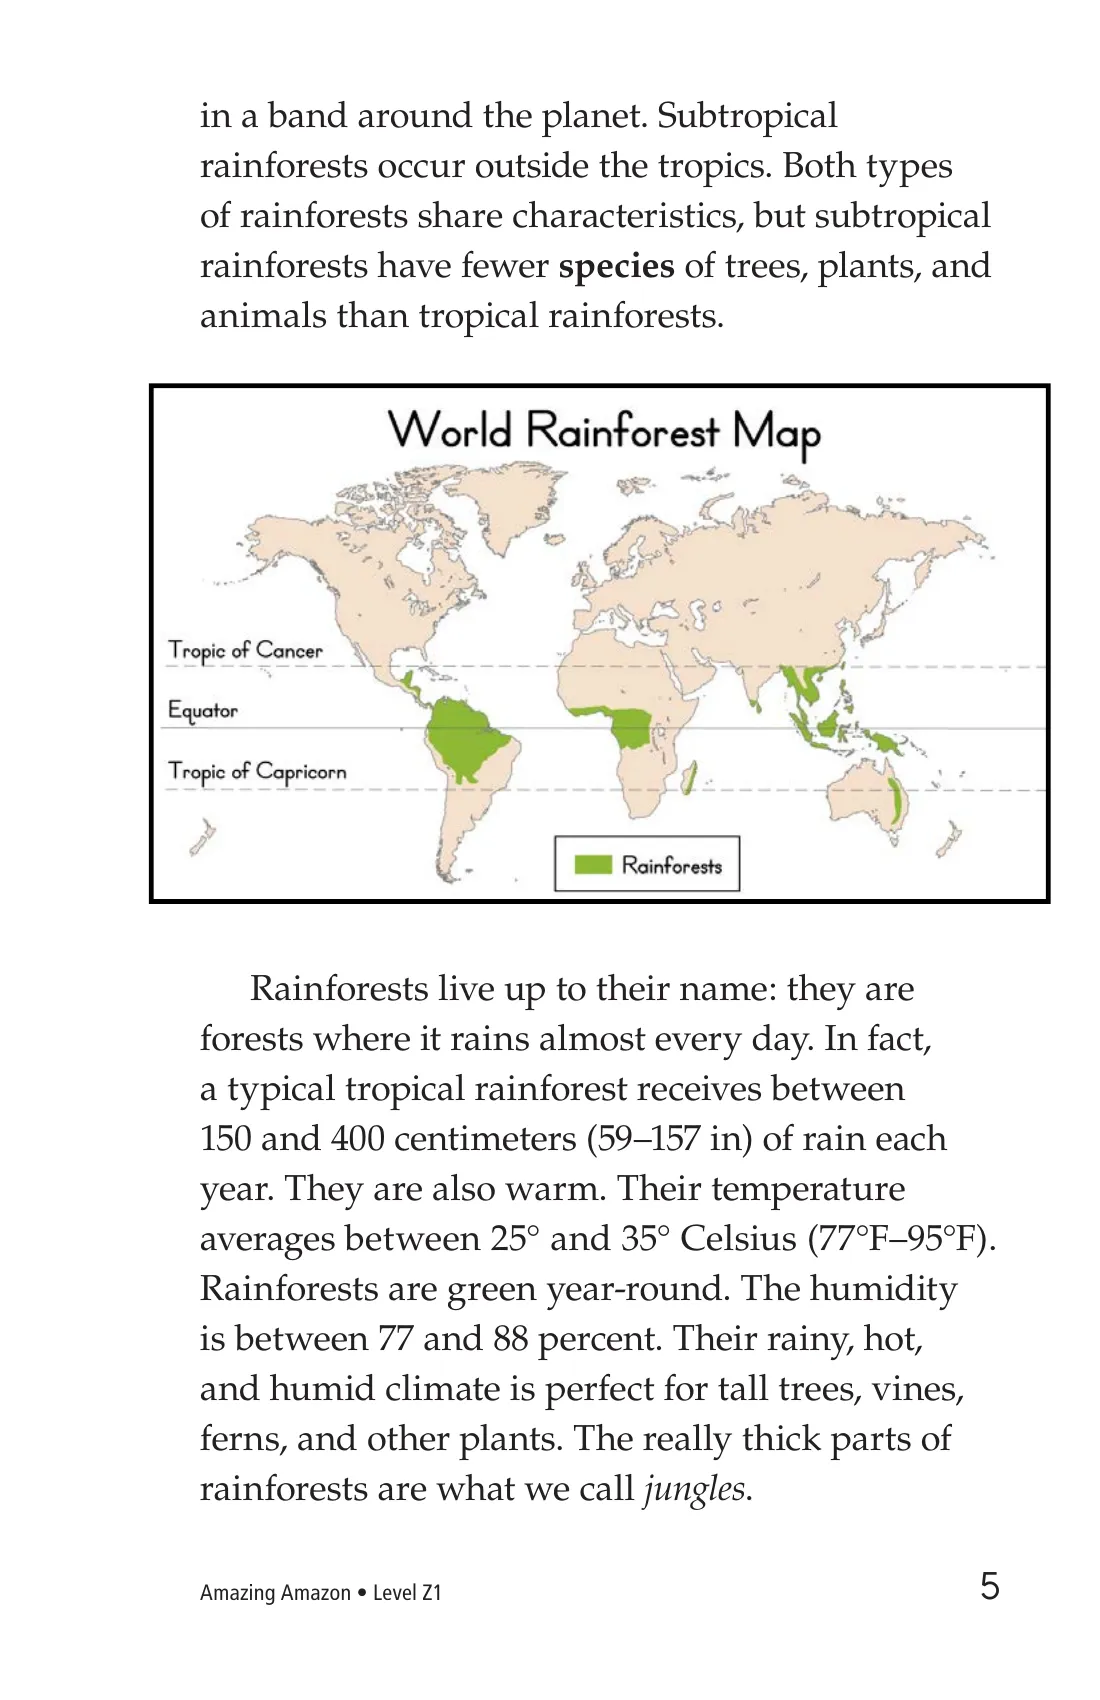 in a band around the planet. Subtropical
rainforests occur outside the tropics. Both types
of rainforests share characteristics, but subtropical
rainforests have fewer species of trees, plants, and
animals than tropical rainforests.
World Rainforest Map
Tropic of Cancer
Equator
Tropic of Capricorn
Rainforests
Rainforests live up to their name: they are
forests where it rains almost every day. In fact,
a typical tropical rainforest receives between
150 and 400 centimeters (59–157 in) of rain each
year. They are also warm. Their temperature
averages between 25° and 35° Celsius (77°F–95°F).
Rainforests are green year-round. The humidity
is between 77 and 88 percent. Their rainy, hot,
and humid climate is perfect for tall trees, vines,
ferns, and other plants. The really thick parts of
rainforests are what we call jungles.
Amazing Amazon • Level Z1
5